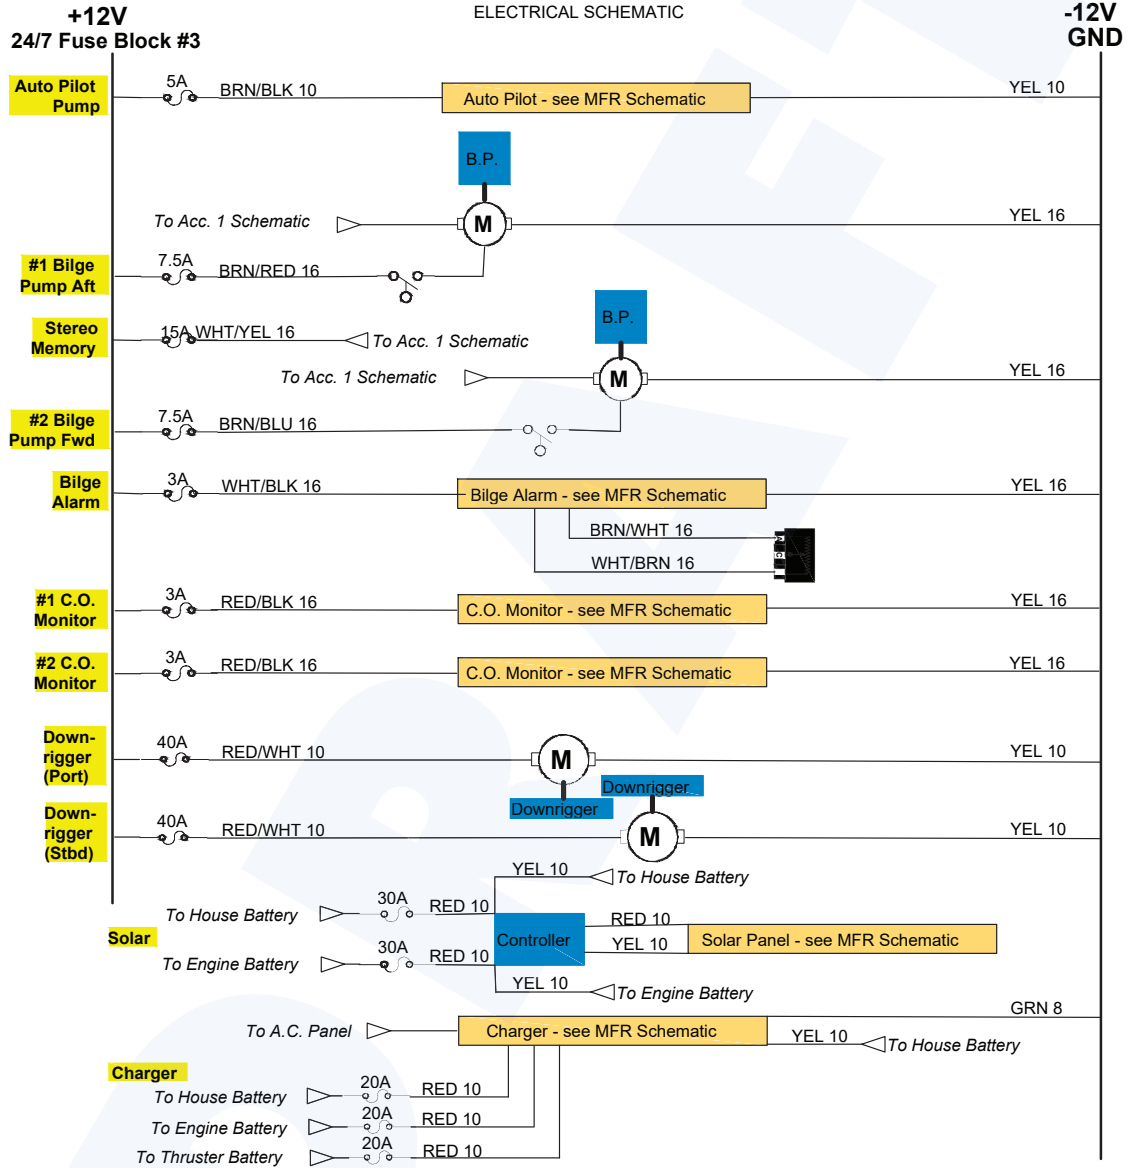 +12V
ELECTRICAL SCHEMATIC
-12V
24/7 Fuse Block #3
GND
Auto Pilot
Pump
5A
BRN/BLK 10
Auto Pilot - see MFR Schematic
YEL 10
B.P.
To Acc. 1 Schematic
M
YEL 16
#1 Bilge
Pump Aft
7.5A
BRN/RED 16
B.P.
Stereo
Memory
15A
WHT/YEL 16
To Acc. 1 Schematic
To Acc. 1 Schematic
M
YEL 16
#2 Bilge
Pump Fwd
7.5A
BRN/BLU 16
Bilge
Alarm
3A
WHT/BLK 16
Bilge Alarm - see MFR Schematic
YEL 16
BRN/WHT 16
WHT/BRN 16
#1 C.O.
Monitor
3A
RED/BLK 16
C.O. Monitor - see MFR Schematic
YEL 16
#2 C.O.
Monitor
3A
RED/BLK 16
C.O. Monitor - see MFR Schematic
YEL 16
Down-
rigger
(Port)
40A
RED/WHT 10
M
YEL 10
Downrigger
Downrigger
Down-
rigger
(Stbd)
40A
RED/WHT 10
M
YEL 10
YEL 10
To House Battery
To House Battery
30A
RED 10
Solar
Controller
RED 10
YEL 10
Solar Panel - see MFR Schematic
To Engine Battery
30A
RED 10
YEL 10
To Engine Battery
GRN 8
To A.C. Panel
Charger - see MFR Schematic
YEL 10
To House Battery
Charger
To House Battery
20A
RED 10
To Engine Battery
20A
RED 10
To Thruster Battery
20A
RED 10
DRAFT